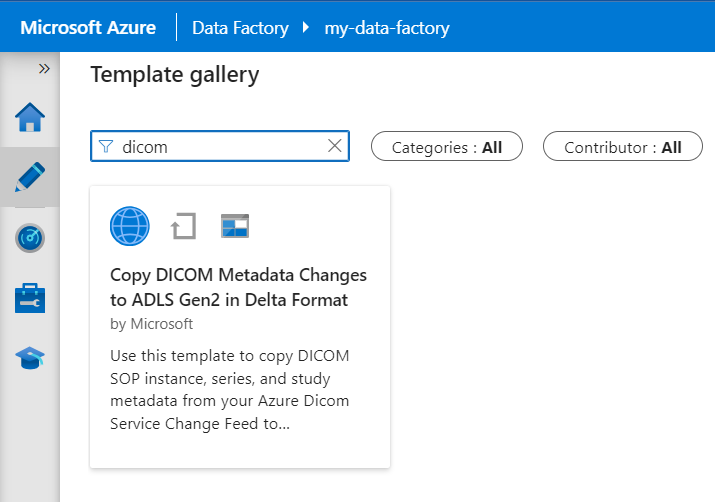 Microsoft Azure
Data Factory
my-data-factory
Template gallery
dicom
Categories : All
Contributor : All
Copy DICOM Metadata Changes
to ADLS Gen2 in Delta Format
by Microsoft
Use this template to copy DICOM
SOP instance, series, and study
metadata from your Azure Dicom
Service Change Feed to...